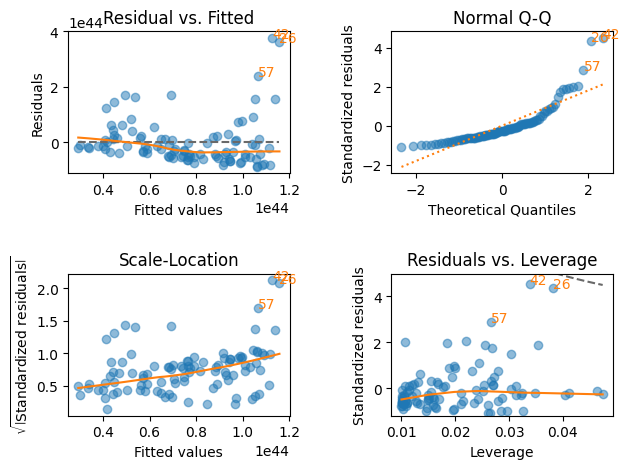 Residual vs. Fitted
1e44
Residuals
4
2
0
42
26
57
0.4
0.6
0.8
1.0
1.2
Fitted values
1e44
Normal Q-Q
Standardized residuals
4
2
0
−2
42
57
−2
0
2
Theoretical Quantiles
Scale-Location
√|Standardized residuals|
2.0
1.5
1.0
0.5
42
26
57
0.4
0.6
0.8
1.0
1.2
Fitted values
1e44
Residuals vs. Leverage
Standardized residuals
4
2
0
42
26
57
0.01
0.02
0.03
0.04
Leverage